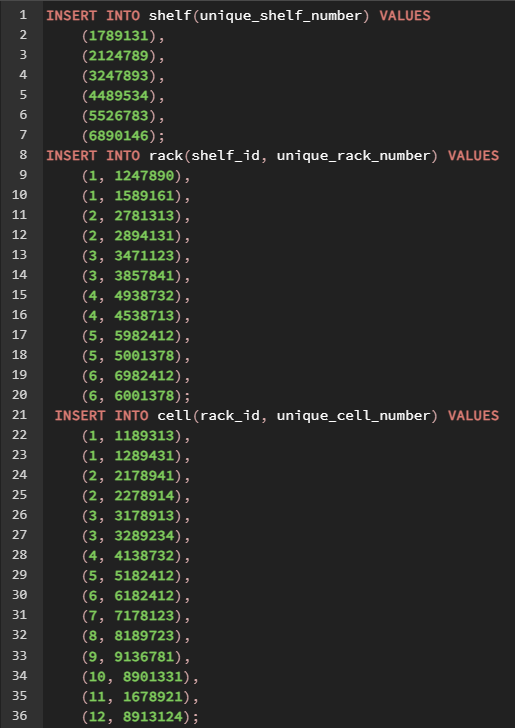 1 INSERT INTO shelf(unique_shelf_number) VALUES
2 (1789131),
3 (2124789),
4 (3247893),
5 (4489534),
6 (5526783),
7 (6890146);
8 INSERT INTO rack(shelf_id, unique_rack_number) VALUES
9 (1, 1247890),
10 (1, 1589161),
11 (2, 2781313),
12 (2, 2894131),
13 (3, 3471123),
14 (3, 3857841),
15 (4, 4938732),
16 (4, 4538713),
17 (5, 5982412),
18 (5, 5001378),
19 (6, 6982412),
20 (6, 6001378);
21 INSERT INTO cell(rack_id, unique_cell_number) VALUES
22 (1, 1189313),
23 (1, 1289431),
24 (2, 2178941),
25 (2, 2278914),
26 (3, 3178913),
27 (3, 3289234),
28 (4, 4138732),
29 (5, 5182412),
30 (6, 6182412),
31 (7, 7178123),
32 (8, 8189723),
33 (9, 9136781),
34 (10, 8901331),
35 (11, 1678921),
36 (12, 8913124);